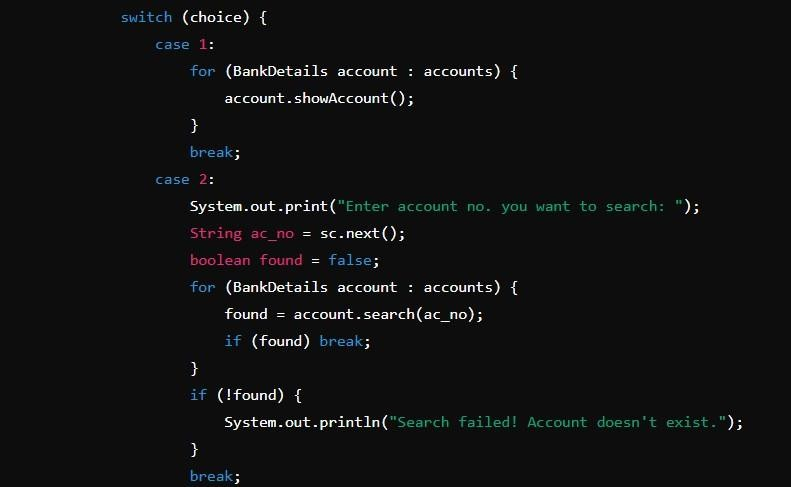 switch (choice) {
case 1:
for (BankDetails account : accounts) {
account.showAccount();
}
break;
case 2:
System.out.print("Enter account no. you want to search: ");
String ac_no = sc.next();
boolean found = false;
for (BankDetails account : accounts) {
found = account.search(ac_no);
if (found) break;
}
if (!found) {
System.out.println("Search failed! Account doesn't exist.");
}
break;